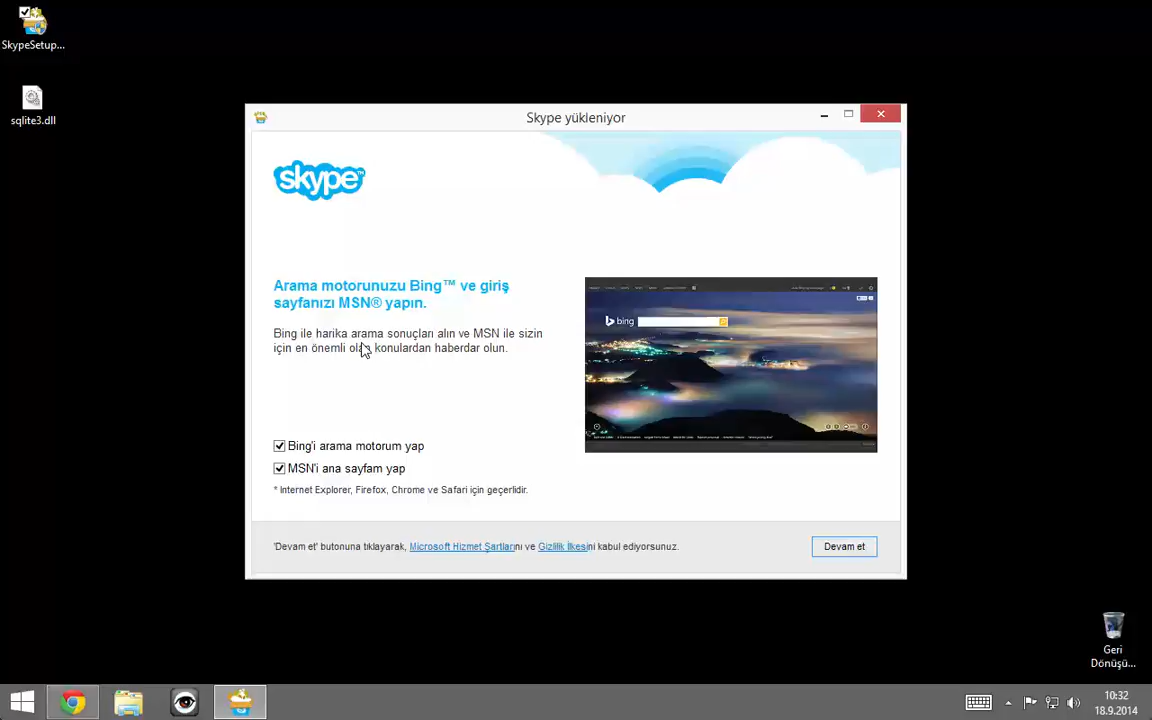 SkypeSetup...
sqlite3.dll
Skype yükleniyor
skype™
Arama motorunuzu Bing™ ve giriş
sayfanızı MSN® yapın.
Bing ile harika arama sonuçları alın ve MSN ile sizin
için en önemli olan konulardan haberdar olun.
bing
Bing'i arama motorum yap
MSN'i ana sayfam yap
* Internet Explorer, Firefox, Chrome ve Safari için geçerlidir.
'Devam et' butonuna tıklayarak, Microsoft Hizmet Şartlarını ve Gizlilik İlkesini kabul ediyorsunuz.
Devam et
Geri
Dönüşü...
10:32
18.9.2014